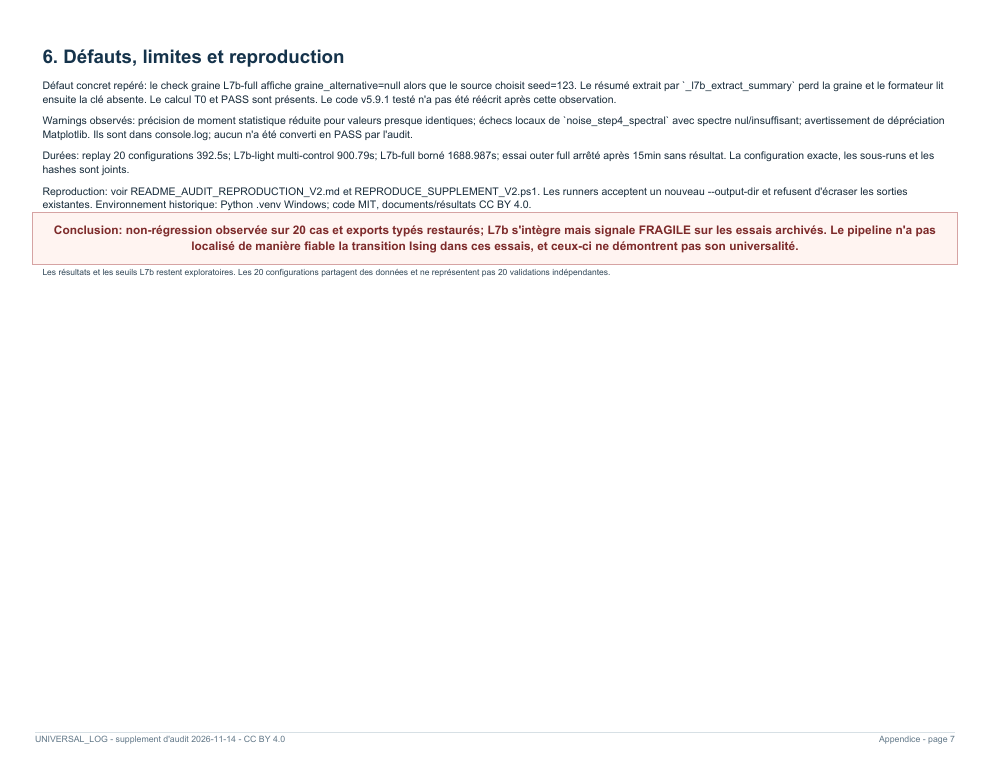 6. Défauts, limites et reproduction
Défaut concret repéré: le check graine L7b-full affiche graine_alternative=null alors que le source choisit seed=123. Le résumé extrait par `_l7b_extract_summary` perd la graine et le formateur lit
ensuite la clé absente. Le calcul T0 et PASS sont présents. Le code v5.9.1 testé n'a pas été réécrit après cette observation.
Warnings observés: précision de moment statistique réduite pour valeurs presque identiques; échecs locaux de `noise_step4_spectral` avec spectre nul/insuffisant; avertissement de dépréciation
Matplotlib. Ils sont dans console.log; aucun n'a été converti en PASS par l'audit.
Durées: replay 20 configurations 392.5s; L7b-light multi-control 900.79s; L7b-full borné 1688.987s; essai outer full arrêté après 15min sans résultat. La configuration exacte, les sous-runs et les
hashes sont joints.
Reproduction: voir README_AUDIT_REPRODUCTION_V2.md et REPRODUCE_SUPPLEMENT_V2.ps1. Les runners acceptent un nouveau --output-dir et refusent d'écraser les sorties
existantes. Environnement historique: Python .venv Windows; code MIT, documents/résultats CC BY 4.0.
Conclusion: non-régression observée sur 20 cas et exports typés restaurés; L7b s'intègre mais signale FRAGILE sur les essais archivés. Le pipeline n'a pas
localisé de manière fiable la transition Ising dans ces essais, et ceux-ci ne démontrent pas son universalité.
Les résultats et les seuils L7b restent exploratoires. Les 20 configurations partagent des données et ne représentent pas 20 validations indépendantes.
UNIVERSAL_LOG - supplement d'audit 2026-11-14 - CC BY 4.0
Appendice - page 7